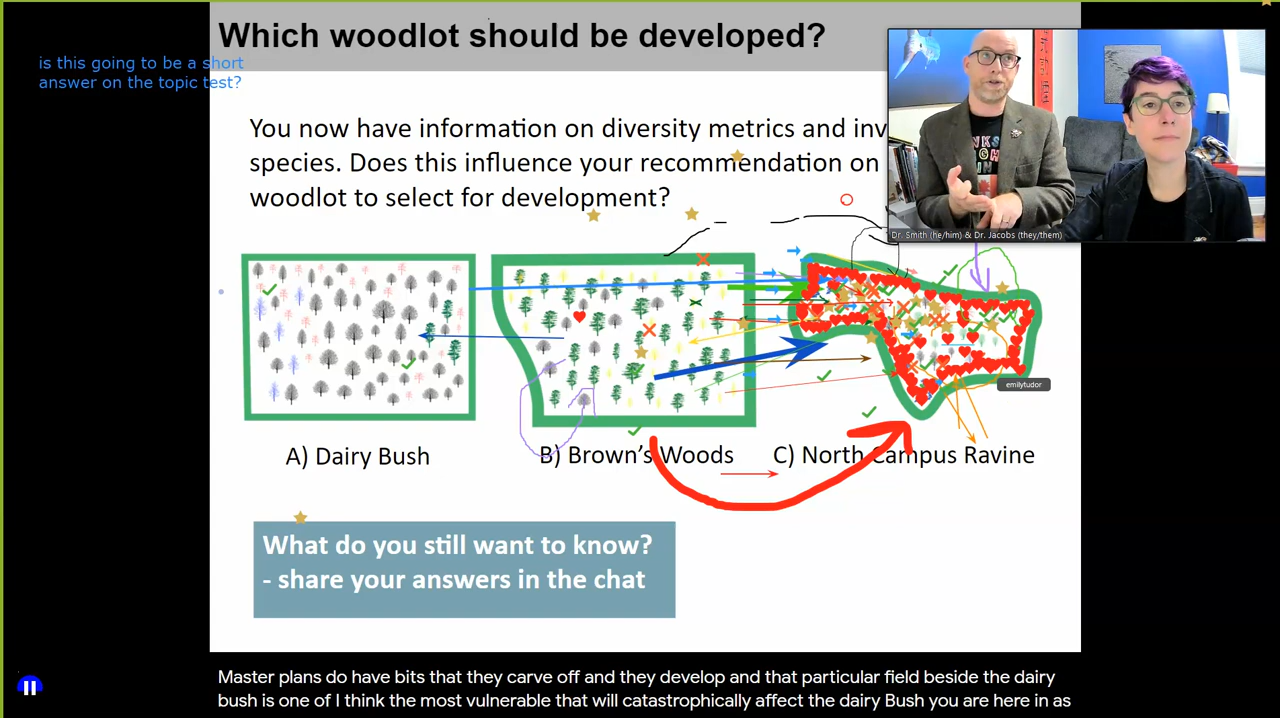 Which woodlot should be developed?
is this going to be a short
answer on the topic test?
You now have information on diversity metrics and inv
species. Does this influence your recommendation on
woodlot to select for development?
Dr. Smith (he/him) & Dr. Jacobs (they/them)
emilytudor
A) Dairy Bush
B) Brown's Woods
C) North Campus Ravine
What do you still want to know?
- share your answers in the chat
Master plans do have bits that they carve off and they develop and that particular field beside the dairy
bush is one of I think the most vulnerable that will catastrophically affect the dairy Bush you are here in as